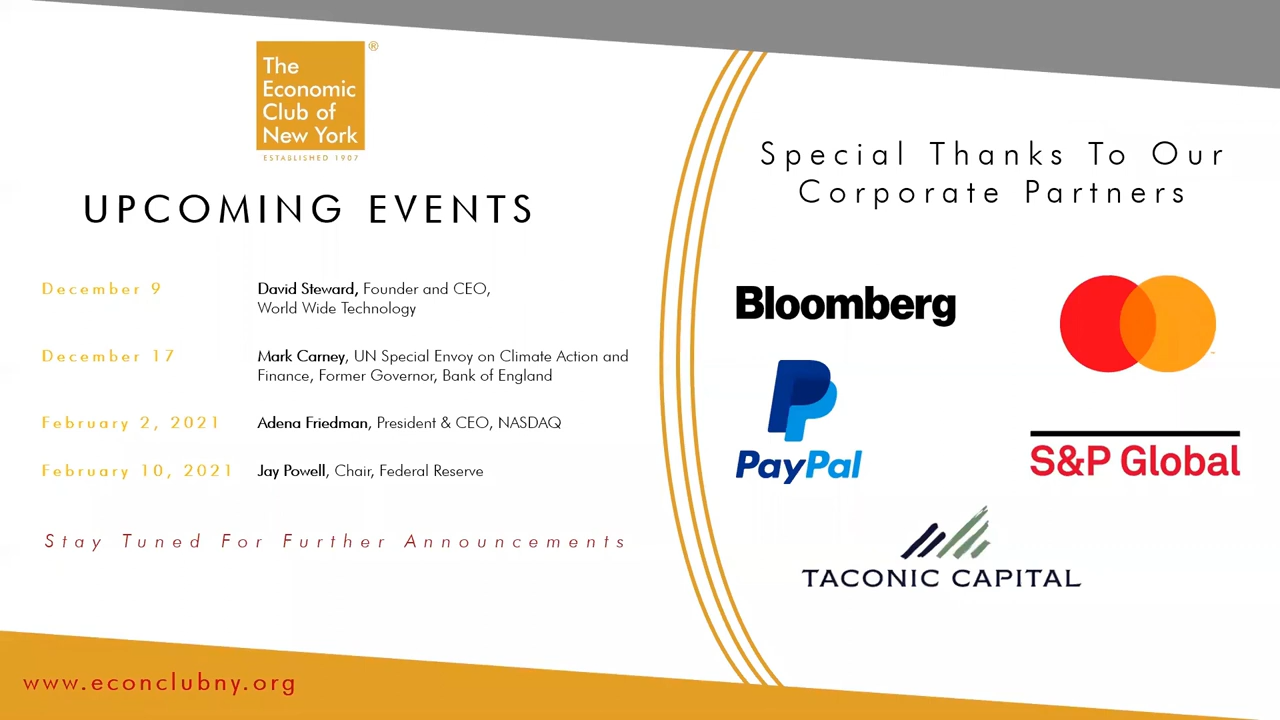 The
Economic
Club of
New York
®
ESTABLISHED 1907
UPCOMING EVENTS
December 9
David Steward, Founder and CEO,
World Wide Technology
December 17
Mark Carney, UN Special Envoy on Climate Action and
Finance, Former Governor, Bank of England
February 2, 2021
Adena Friedman, President & CEO, NASDAQ
February 10, 2021
Jay Powell, Chair, Federal Reserve
Stay Tuned For Further Announcements
www.econclubny.org
Special Thanks To Our
Corporate Partners
Bloomberg
PayPal
S&P Global
TACONIC CAPITAL